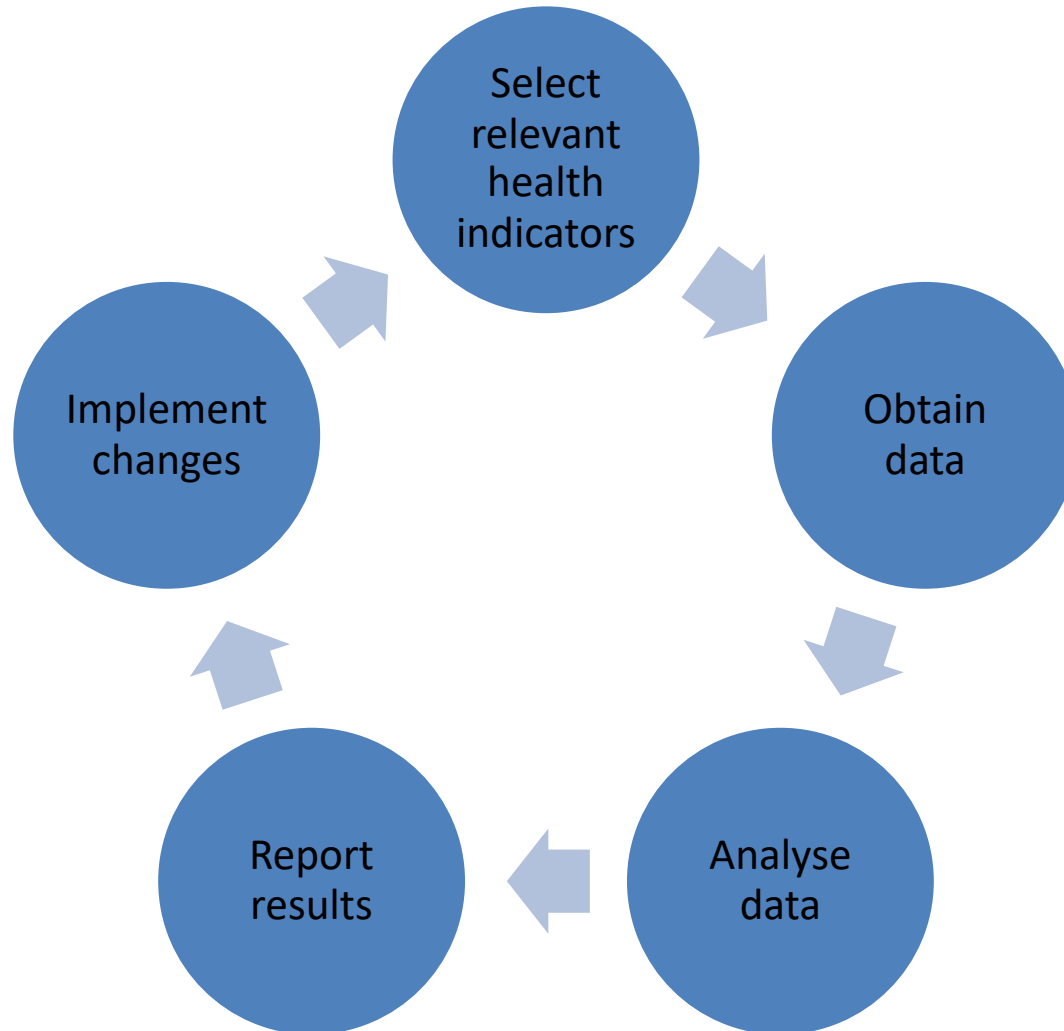 Select
relevant
health
indicators
Obtain
data
Analyse
data
Report
results
Implement
changes